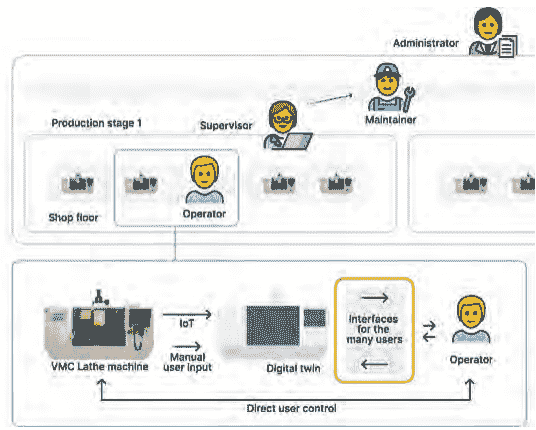 Administrator
Maintainer
Production stage 1
Supervisor
Shop floor
Operator
IoT
Manual
user input
VMC Lathe machine
Digital twin
Interfaces
for the
many users
Operator
Direct user control